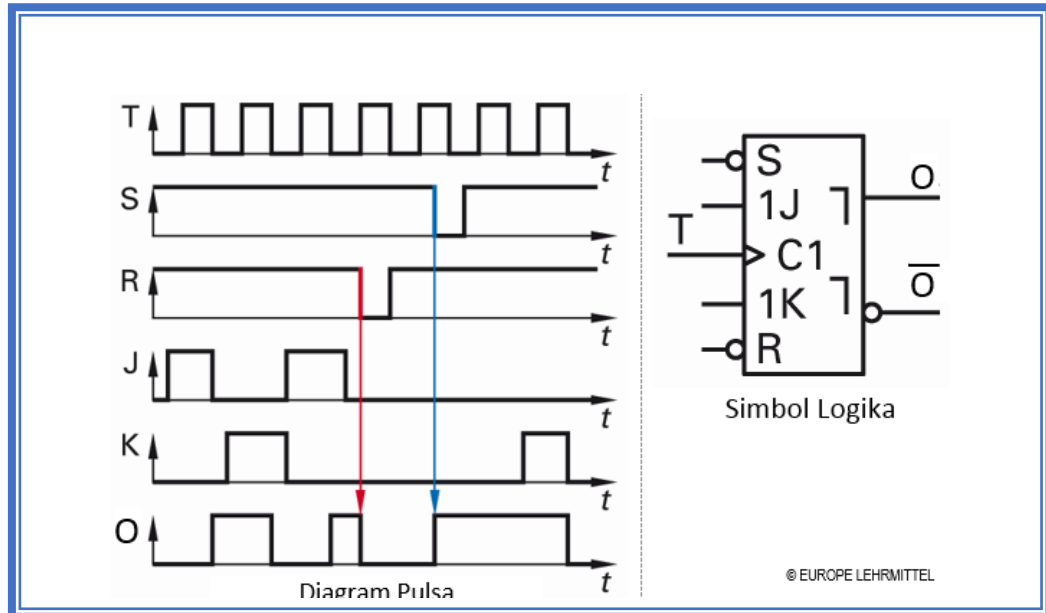 T
t
S
t
R
t
J
t
K
t
O
t
Diagram Pulsa
S
1J
O
T
C1
O
1K
R
Simbol Logika
© EUROPE LEHRMITTEL